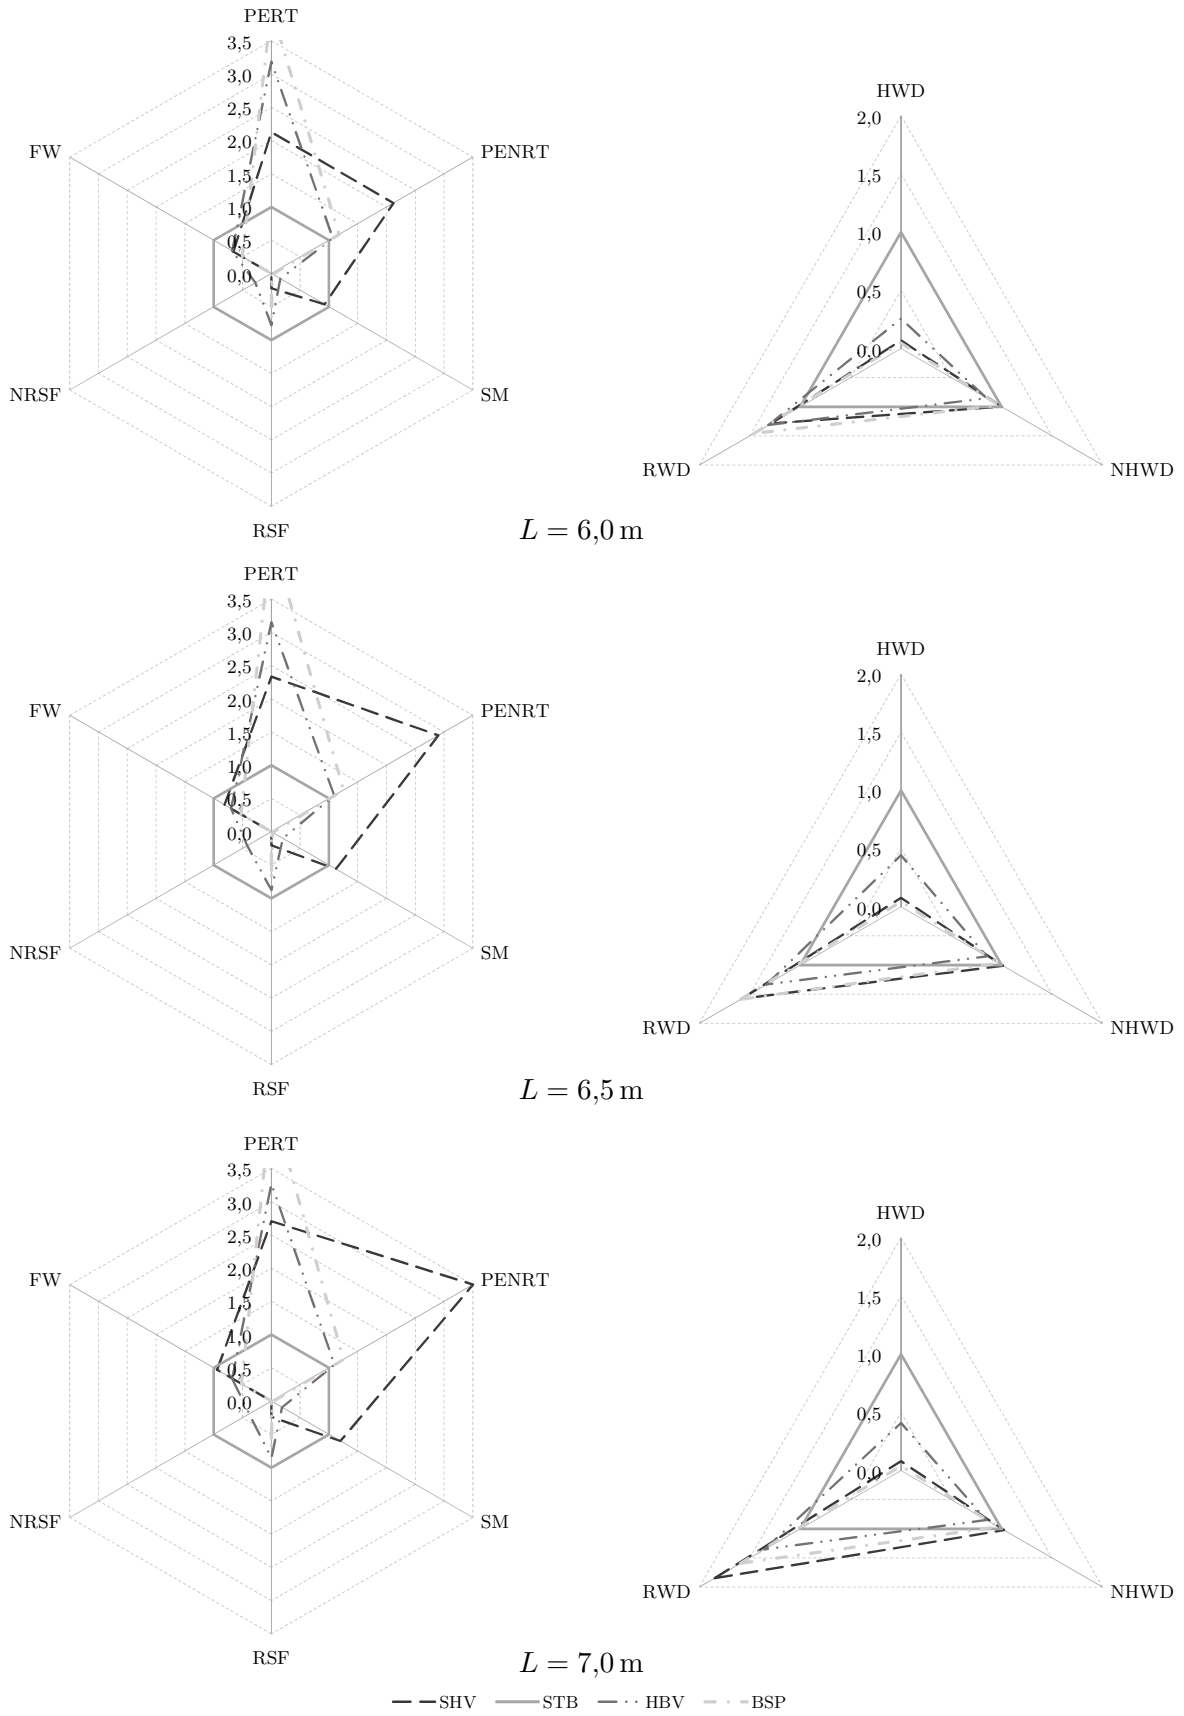 PERT
3,5
3,0
2,5
2,0
1,5
1,0
0,5
0,0
FW
PENRT
NRSF
SM
RSF
HWD
2,0
1,5
1,0
0,5
0,0
RWD
NHWD
L = 6,0 m
PERT
3,5
3,0
2,5
2,0
1,5
1,0
0,5
0,0
FW
PENRT
NRSF
SM
RSF
HWD
2,0
1,5
1,0
0,5
0,0
RWD
NHWD
L = 6,5 m
PERT
3,5
3,0
2,5
2,0
1,5
1,0
0,5
0,0
FW
PENRT
NRSF
SM
RSF
HWD
2,0
1,5
1,0
0,5
0,0
RWD
NHWD
L = 7,0 m
SHV STB HBV BSP